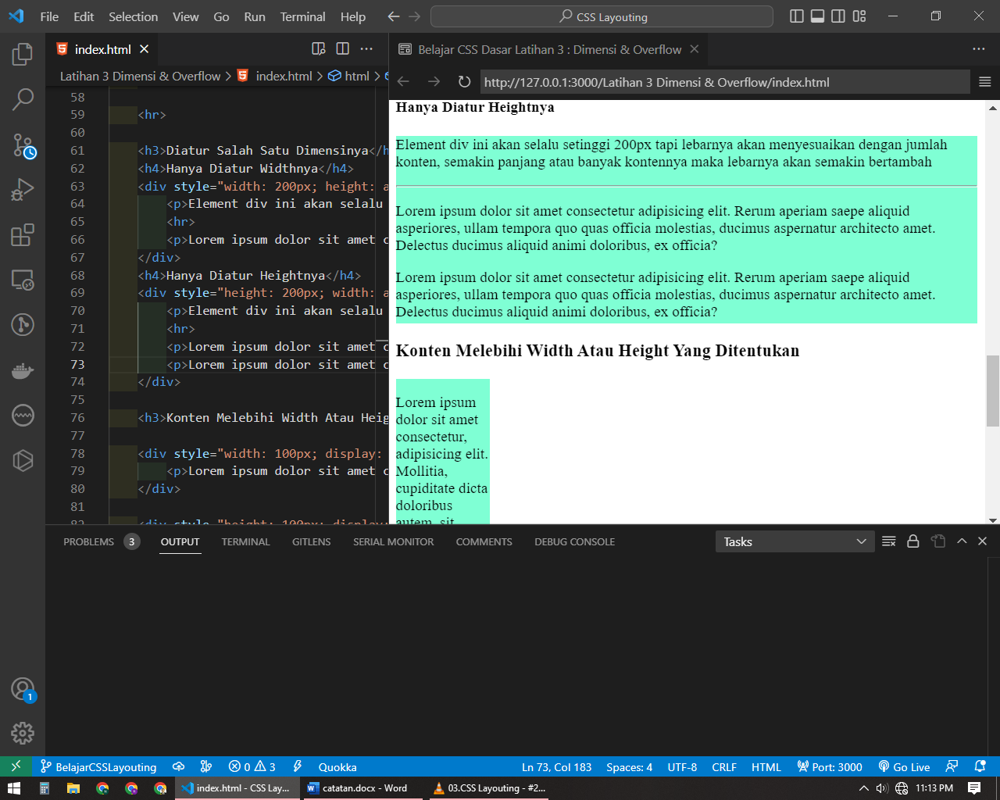 File Edit Selection View Go Run Terminal Help
CSS Layouting
index.html
Belajar CSS Dasar Latihan 3 : Dimensi & Overflow
Latihan 3 Dimensi & Overflow > index.html > html >
http://127.0.0.1:3000/Latihan 3 Dimensi & Overflow/index.html
58
59 <hr>
60
61 <h3>Diatur Salah Satu Dimensinya</h
62 <h4>Hanya Diatur Widthnya</h4>
63 <div style="width: 200px; height: a
64 <p>Element div ini akan selalu
65 <hr>
66 <p>Lorem ipsum dolor sit amet c
67 </div>
68 <h4>Hanya Diatur Heightnya</h4>
69 <div style="height: 200px; width: a
70 <p>Element div ini akan selalu
71 <hr>
72 <p>Lorem ipsum dolor sit amet c
73 <p>Lorem ipsum dolor sit amet c
74 </div>
75
76 <h3>Konten Melebihi Width Atau Heig
77
78 <div style="width: 100px; display:
79 <p>Lorem ipsum dolor sit amet c
80 </div>
81
82 <div style="height: 100px; display:
Hanya Diatur Heightnya
Element div ini akan selalu setinggi 200px tapi lebarnya akan menyesuaikan dengan jumlah
konten, semakin panjang atau banyak kontennya maka lebarnya akan semakin bertambah
Lorem ipsum dolor sit amet consectetur adipisicing elit. Rerum aperiam saepe aliquid
asperiores, ullam tempora quo quas officia molestias, ducimus aspernatur architecto amet.
Delectus ducimus aliquid animi doloribus, ex officia?
Lorem ipsum dolor sit amet consectetur adipisicing elit. Rerum aperiam saepe aliquid
asperiores, ullam tempora quo quas officia molestias, ducimus aspernatur architecto amet.
Delectus ducimus aliquid animi doloribus, ex officia?
Konten Melebihi Width Atau Height Yang Ditentukan
Lorem ipsum
dolor sit amet
consectetur,
adipisicing elit.
Mollitia,
cupiditate dicta
doloribus
autem, sit
PROBLEMS 3 OUTPUT TERMINAL GITLENS SERIAL MONITOR COMMENTS DEBUG CONSOLE
Tasks
1
BelajarCSSLayouting 0 3 Quokka Ln 73, Col 183 Spaces: 4 UTF-8 CRLF HTML Port: 3000 Go Live
index.html - CSS Lay... catatan.docx - Word 03.CSS Layouting - #2... 11:13 PM